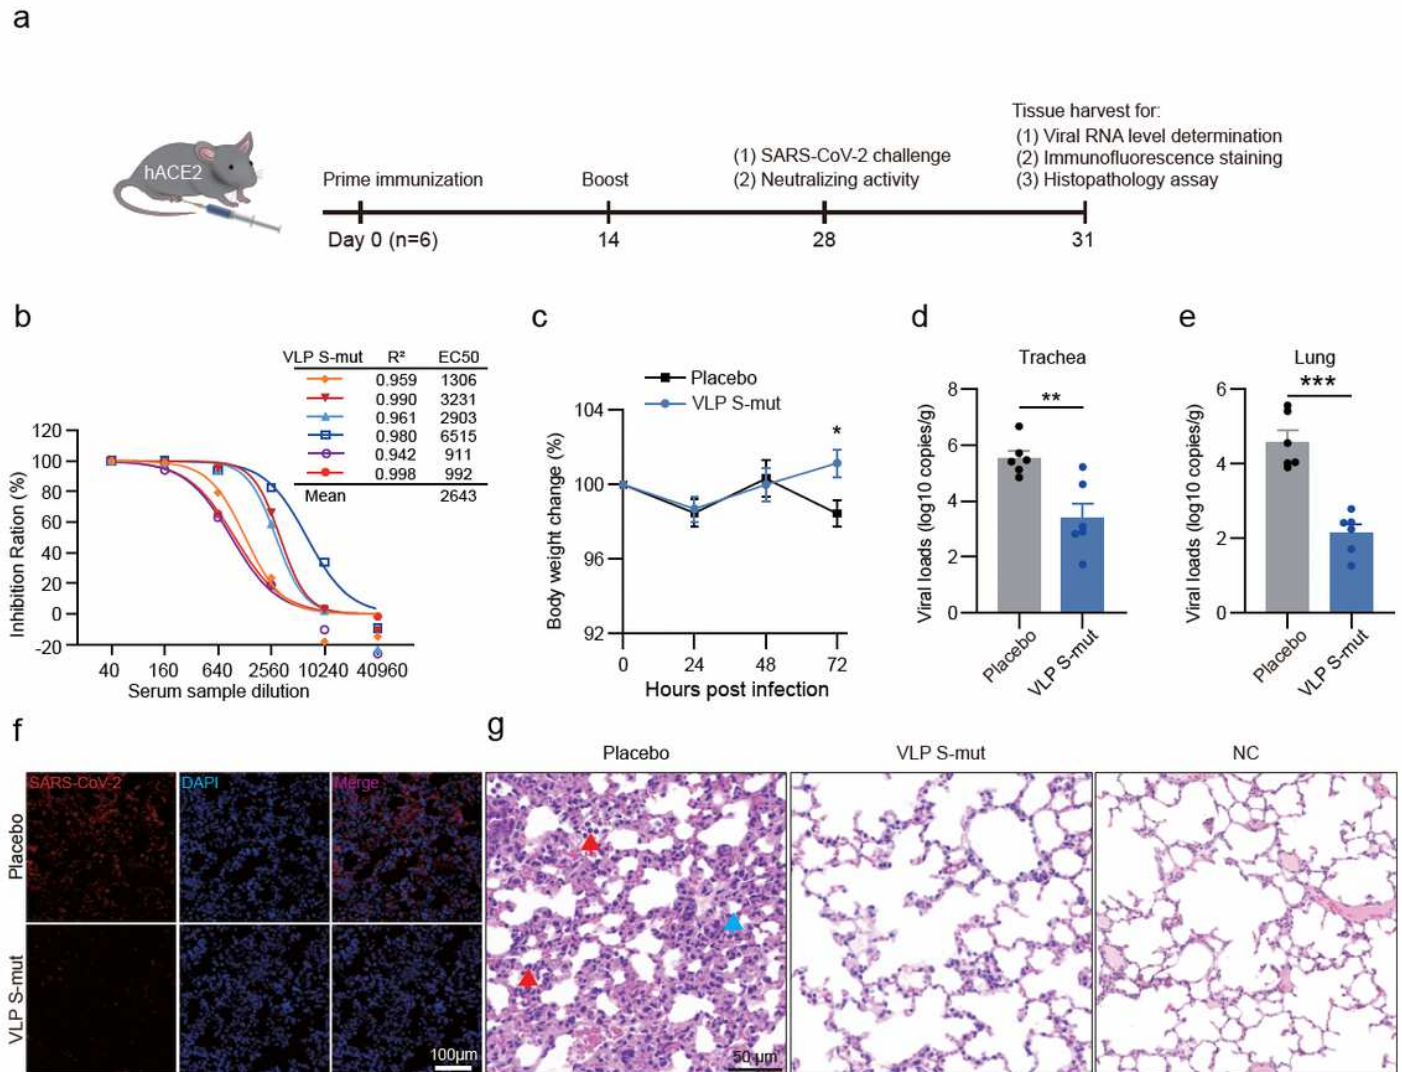 a
Tissue harvest for:
(1) Viral RNA level determination
(2) Immunofluorescence staining
(3) Histopathology assay
(1) SARS-CoV-2 challenge
(2) Neutralizing activity
hACE2
Prime immunization
Boost
Day 0 (n=6)
14
28
31
b
VLP S-mut R² EC50
0.959 1306
0.990 3231
0.961 2903
0.980 6515
0.942 911
0.998 992
Mean 2643
Inhibition Ration (%)
120
100
80
60
40
20
0
-20
40 160 640 2560 10240 40960
Serum sample dilution
c
Placebo
VLP S-mut
Body weight change (%)
104
100
96
92
*
0 24 48 72
Hours post infection
d
Trachea
**
Viral loads (log10 copies/g)
8
6
4
2
0
Placebo
VLP S-mut
e
Lung
***
Viral loads (log10 copies/g)
6
4
2
0
Placebo
VLP S-mut
f
SARS-CoV-2 DAPI Merge
Placebo
VLP S-mut
100μm
g
Placebo VLP S-mut NC
50 μm